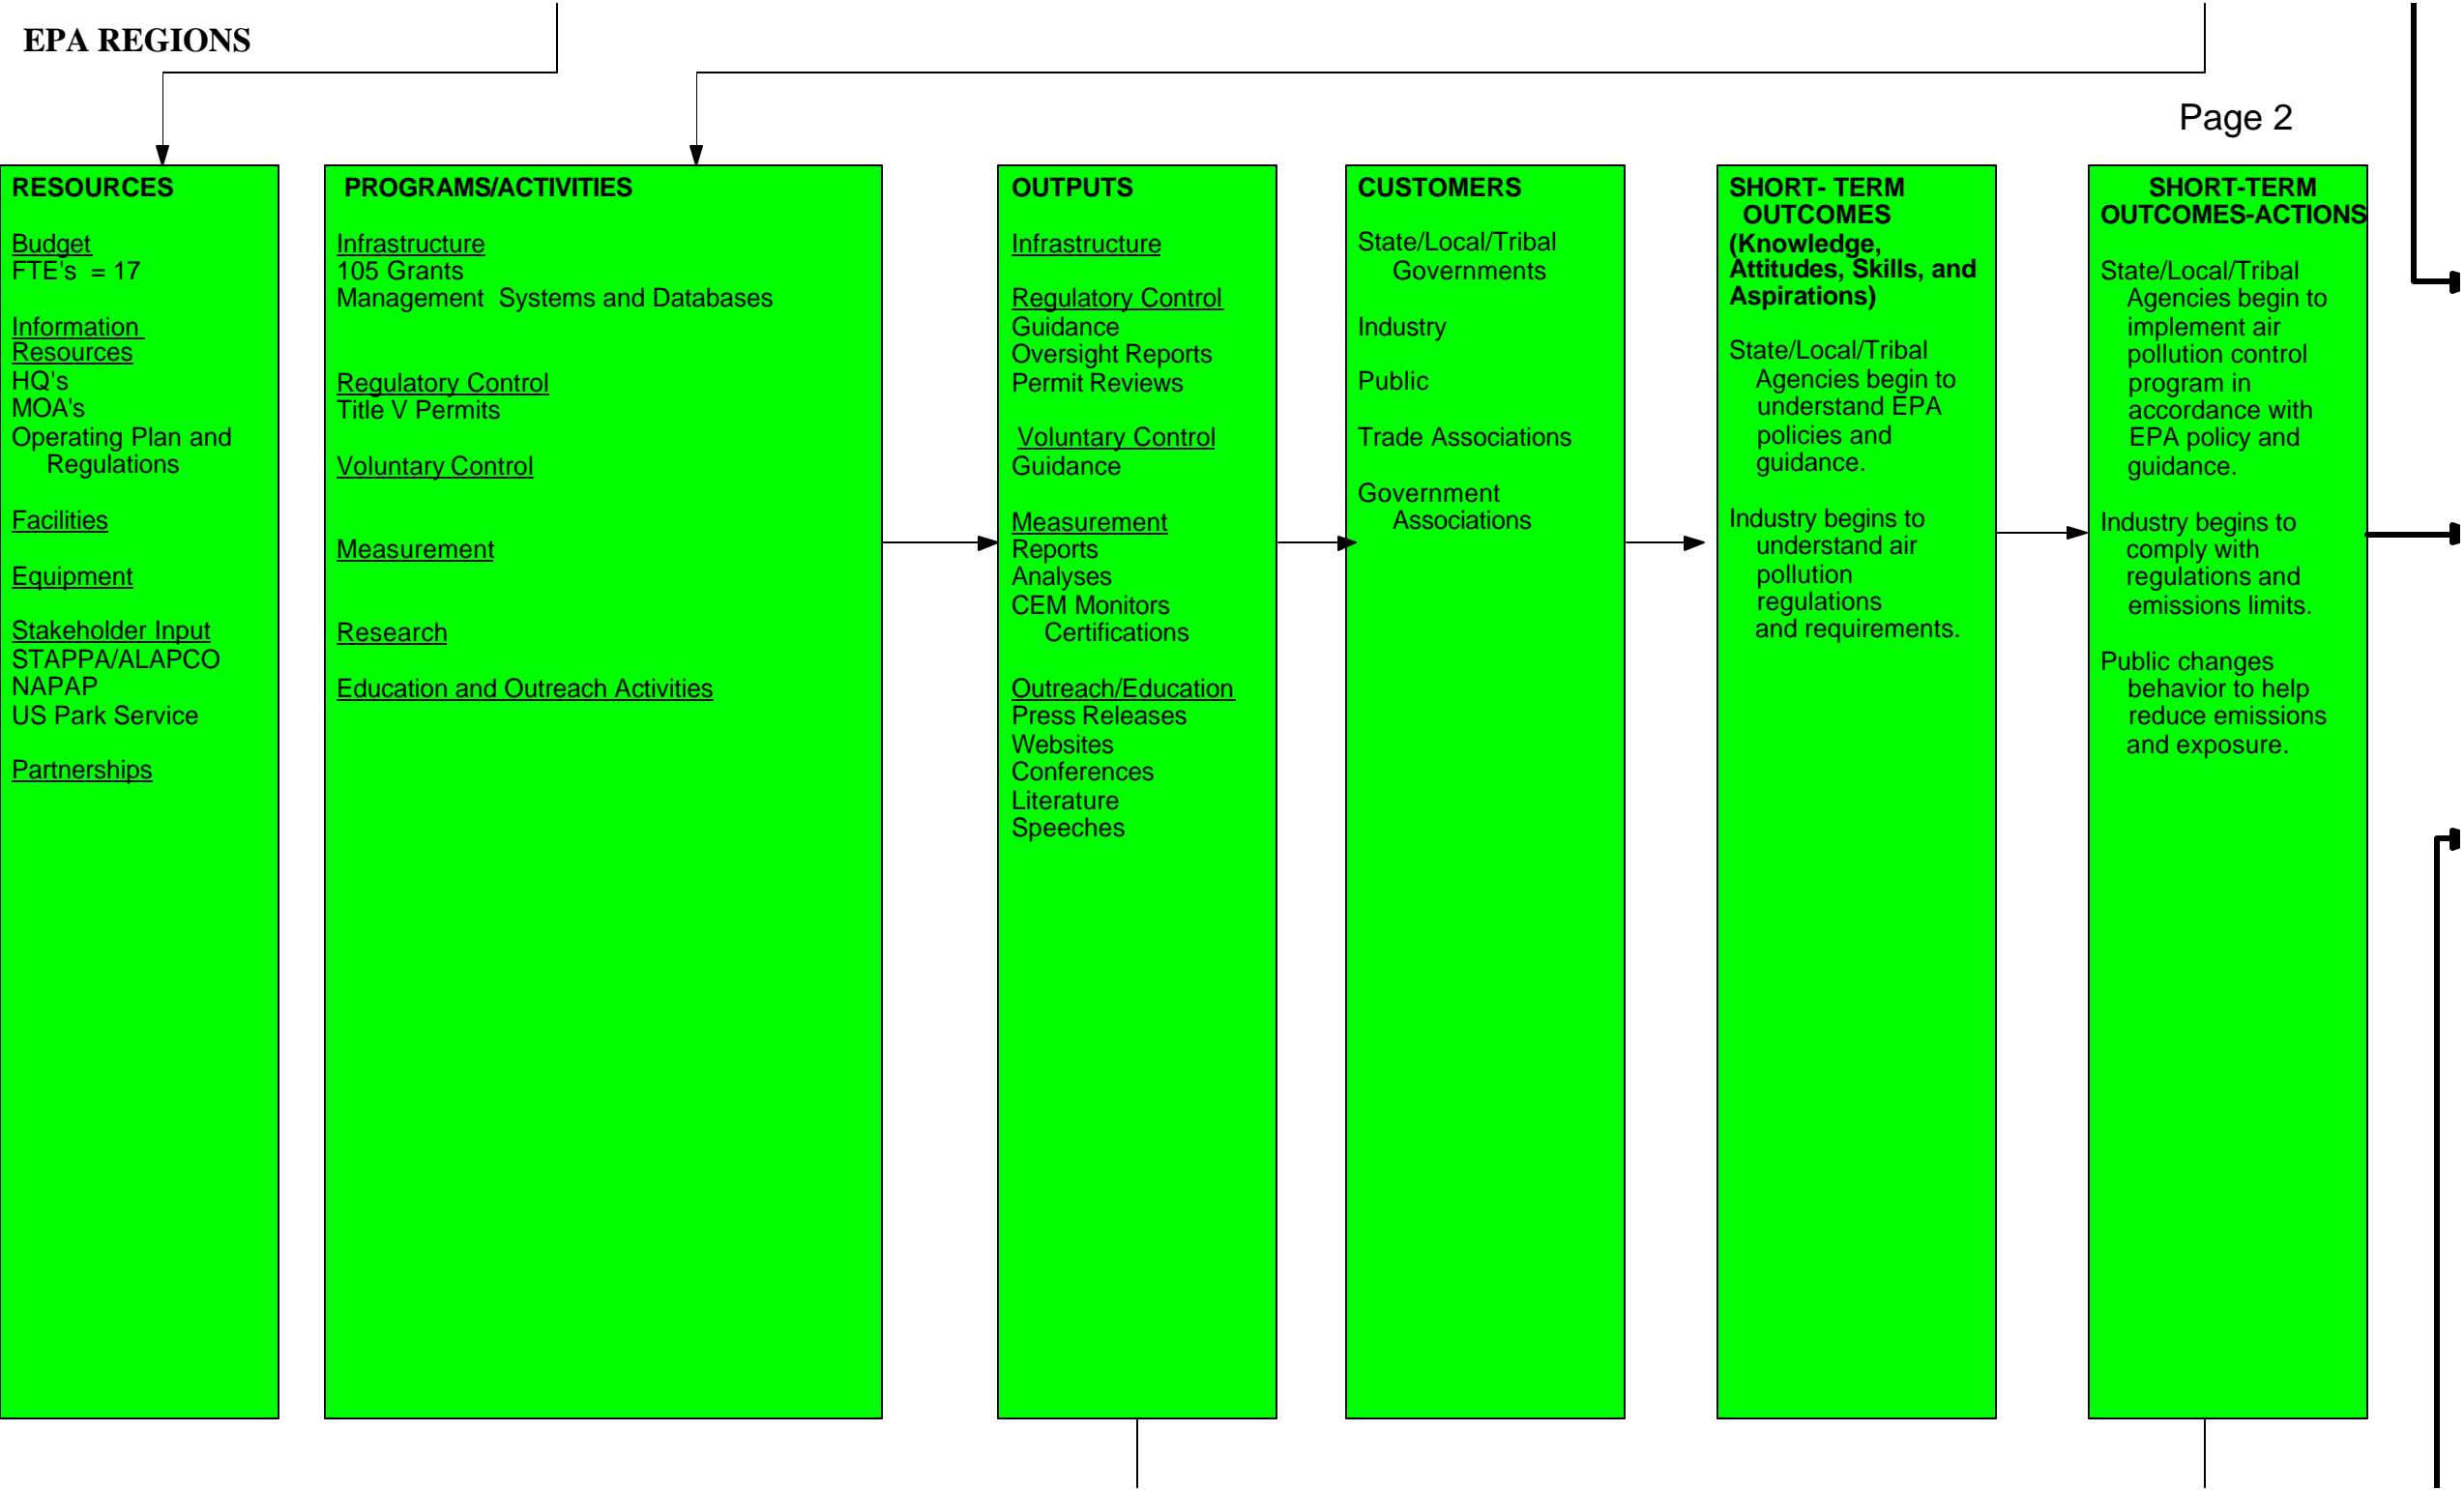 EPA REGIONS
Page 2
RESOURCES
Budget
FTE's = 17
Information
Resources
HQ's
MOA's
Operating Plan and
Regulations
Facilities
Equipment
Stakeholder Input
STAPPA/ALAPCO
NAPAP
US Park Service
Partnerships
PROGRAMS/ACTIVITIES
Infrastructure
105 Grants
Management Systems and Databases
Regulatory Control
Title V Permits
Voluntary Control
Measurement
Research
Education and Outreach Activities
OUTPUTS
Infrastructure
Regulatory Control
Guidance
Oversight Reports
Permit Reviews
Voluntary Control
Guidance
Measurement
Reports
Analyses
CEM Monitors
Certifications
Outreach/Education
Press Releases
Websites
Conferences
Literature
Speeches
CUSTOMERS
State/Local/Tribal
Governments
Industry
Public
Trade Associations
Government
Associations
SHORT- TERM
OUTCOMES
(Knowledge,
Attitudes, Skills, and
Aspirations)
State/Local/Tribal
Agencies begin to
understand EPA
policies and
guidance.
Industry begins to
understand air
pollution
regulations
and requirements.
SHORT-TERM
OUTCOMES-ACTIONS
State/Local/Tribal
Agencies begin to
implement air
pollution control
program in
accordance with
EPA policy and
guidance.
Industry begins to
comply with
regulations and
emissions limits.
Public changes
behavior to help
reduce emissions
and exposure.